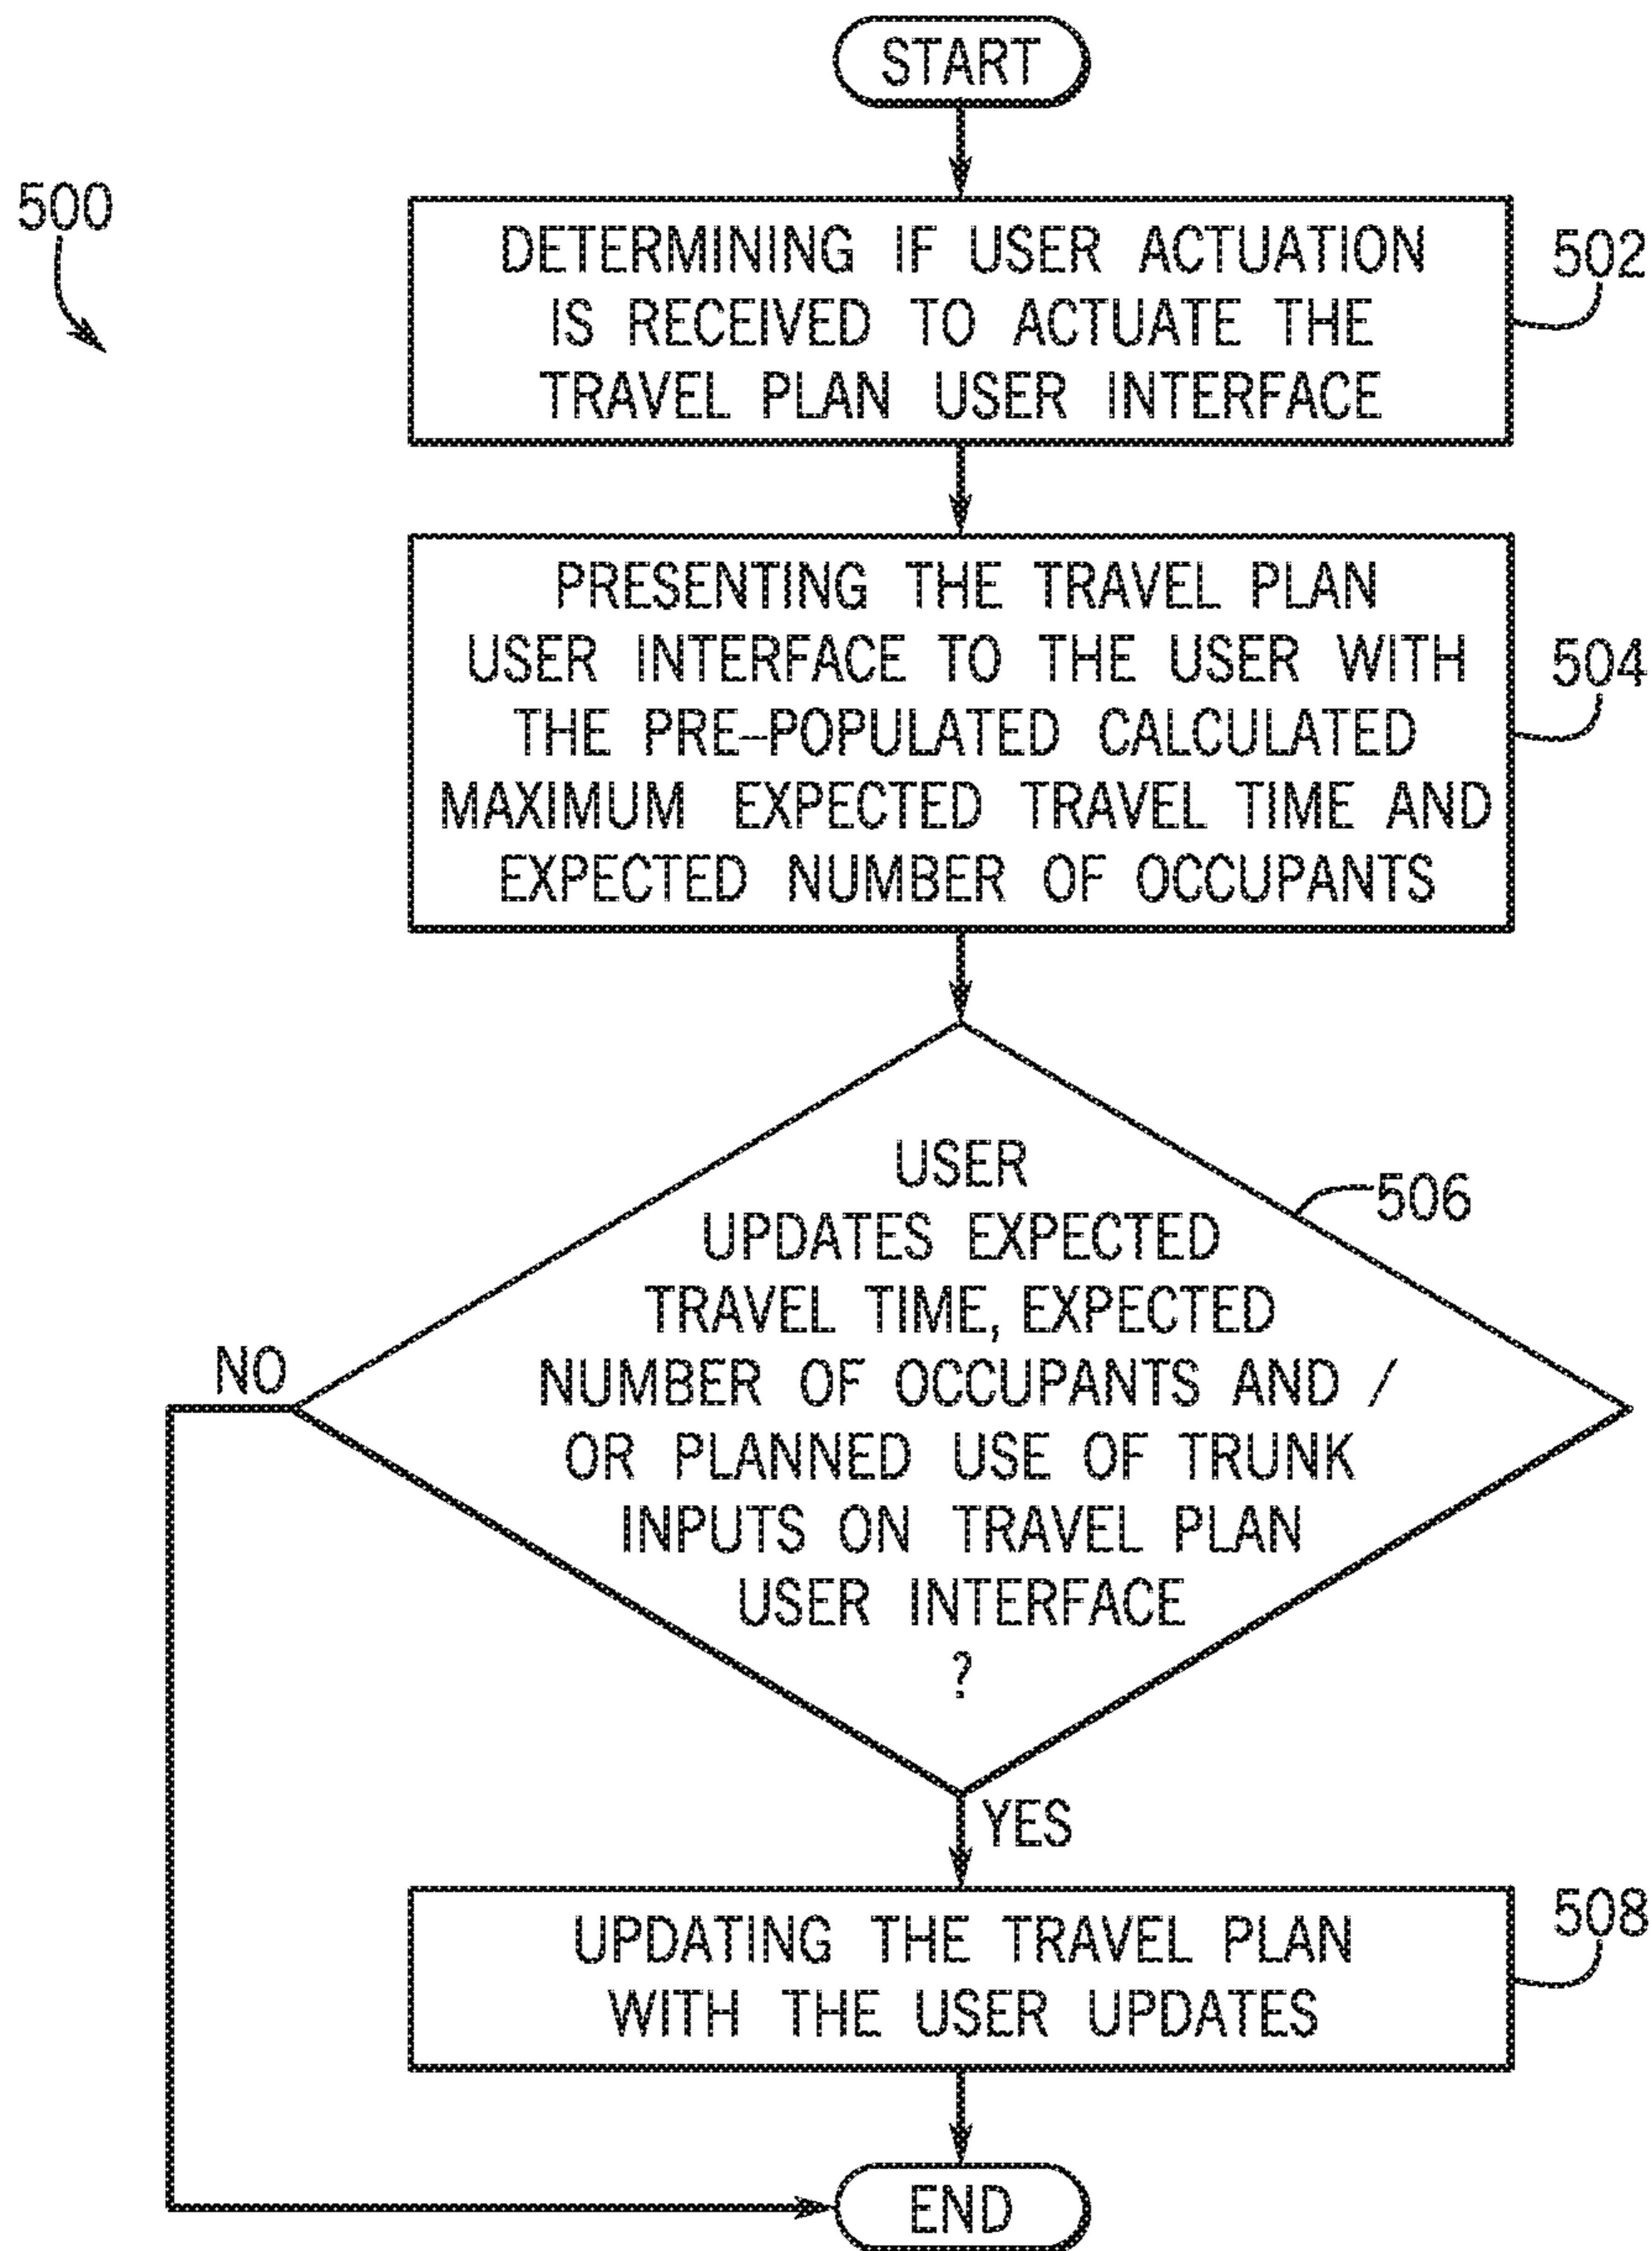 START
500
DETERMINING IF USER ACTUATION
IS RECEIVED TO ACTUATE THE
TRAVEL PLAN USER INTERFACE
502
PRESENTING THE TRAVEL PLAN
USER INTERFACE TO THE USER WITH
THE PRE-POPULATED CALCULATED
MAXIMUM EXPECTED TRAVEL TIME AND
EXPECTED NUMBER OF OCCUPANTS
504
USER
UPDATES EXPECTED
TRAVEL TIME, EXPECTED
NUMBER OF OCCUPANTS AND /
OR PLANNED USE OF TRUNK
INPUTS ON TRAVEL PLAN
USER INTERFACE
?
506
NO
YES
UPDATING THE TRAVEL PLAN
WITH THE USER UPDATES
508
END